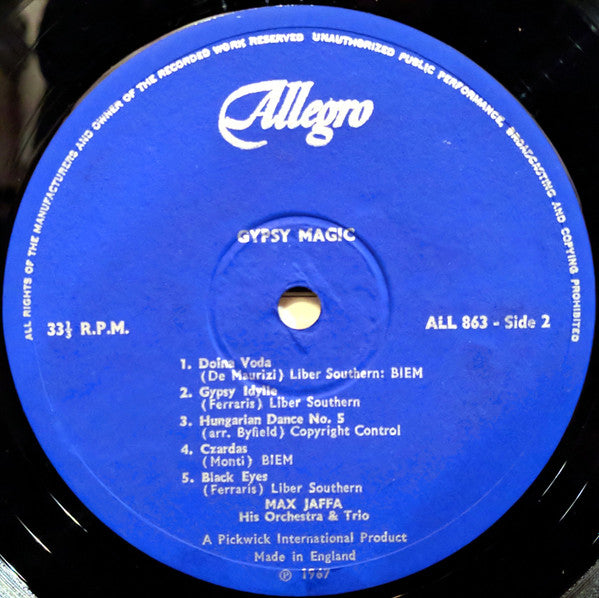 ALL RIGHTS OF THE MANUFACTURERS AND OWNER OF THE RECORDED WORK RESERVED UNAUTHORIZED PUBLIC PERFORMANCE, BROADCASTING AND COPYING PROHIBITED
Allegro
GYPSY MAGIC
33⅓ R.P.M.
ALL 863 - Side 2
1. Doina Voda
(De Maurizi) Liber Southern: BIEM
2. Gypsy Idylle
(Ferraris) Liber Southern
3. Hungarian Dance No. 5
(arr. Byfield) Copyright Control
4. Czardas
(Monti) BIEM
5. Black Eyes
(Ferraris) Liber Southern
MAX JAFFA
His Orchestra & Trio
A Pickwick International Product
Made in England
℗ 1967